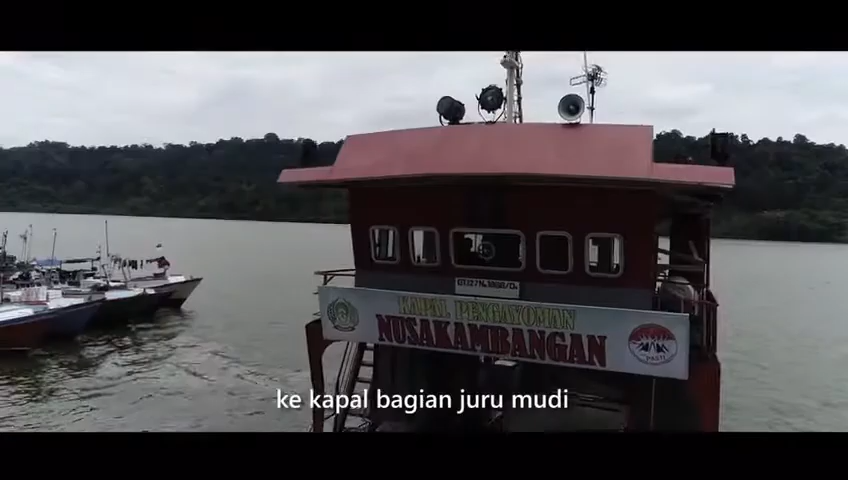 KAPAL PENGAYOMAN
NUSAKAMBANGAN
PASTI
ke kapal bagian juru mudi